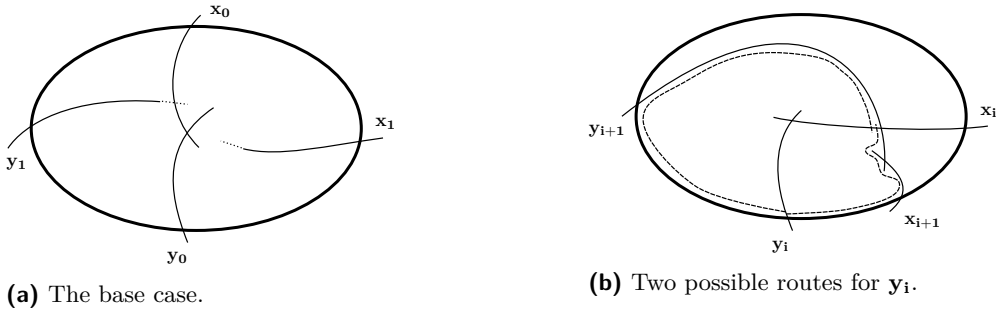 x₀
y₁
x₁
y₀
(a) The base case.
yᵢ₊₁
xᵢ
xᵢ₊₁
yᵢ
(b) Two possible routes for yᵢ.